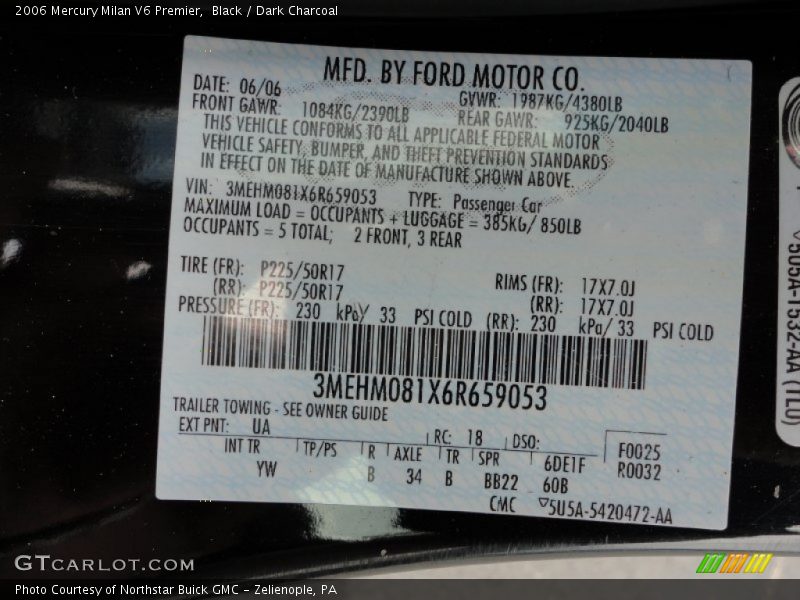 2006 Mercury Milan V6 Premier, Black / Dark Charcoal
MFD. BY FORD MOTOR CO.
DATE: 06/06 GVWR: 1987KG/4380LB
FRONT GAWR: 1084KG/2390LB REAR GAWR: 925KG/2040LB
THIS VEHICLE CONFORMS TO ALL APPLICABLE FEDERAL MOTOR
VEHICLE SAFETY, BUMPER, AND THEFT PREVENTION STANDARDS
IN EFFECT ON THE DATE OF MANUFACTURE SHOWN ABOVE.
VIN: 3MEHM081X6R659053 TYPE: Passenger Car
MAXIMUM LOAD = OCCUPANTS + LUGGAGE = 385KG/ 850LB
OCCUPANTS = 5 TOTAL; 2 FRONT, 3 REAR
TIRE (FR): P225/50R17 RIMS (FR): 17X7.0J
(RR): P225/50R17 (RR): 17X7.0J
PRESSURE (FR): 230 kPa/ 33 PSI COLD (RR): 230 kPa/ 33 PSI COLD
3MEHM081X6R659053
TRAILER TOWING - SEE OWNER GUIDE
EXT PNT: UA RC: 18 DSO: F0025
INT TR TP/PS R AXLE TR SPR 6DE1F R0032
YW B 34 B BB22 60B
CMC ▽5U5A-5420472-AA
▽5U5A-1532-AA (TLU)
GTCARLOT.COM
Photo Courtesy of Northstar Buick GMC - Zelienople, PA